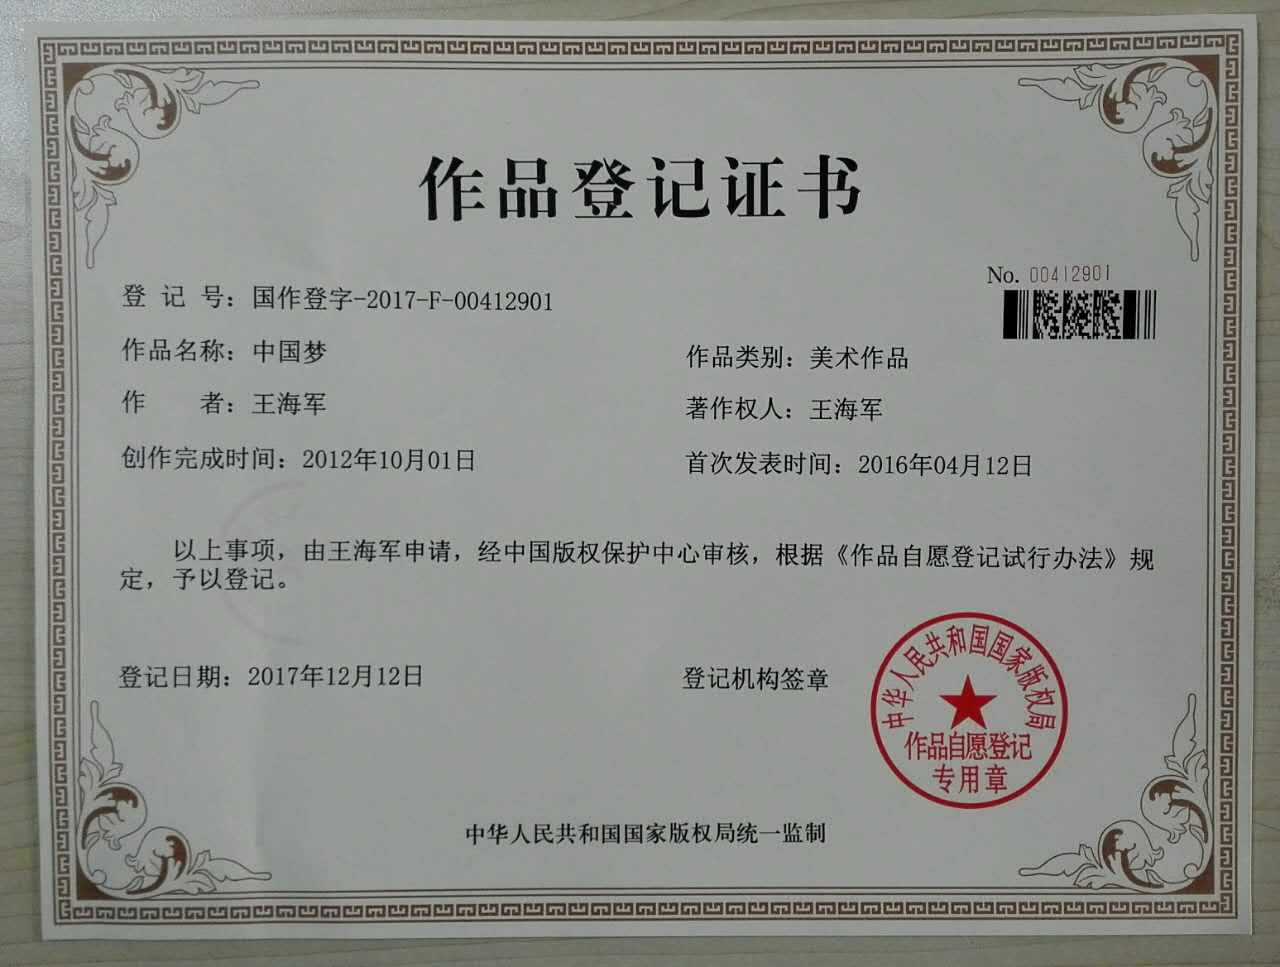 作品登记证书
No. 00412901
登 记 号：国作登字-2017-F-00412901
作品名称：中国梦
作品类别：美术作品
作 者：王海军
著作权人：王海军
创作完成时间：2012年10月01日
首次发表时间：2016年04月12日
以上事项，由王海军申请，经中国版权保护中心审核，根据《作品自愿登记试行办法》规
定，予以登记。
登记日期：2017年12月12日
登记机构签章
中华人民共和国国家版权局
作品自愿登记
专用章
中华人民共和国国家版权局统一监制